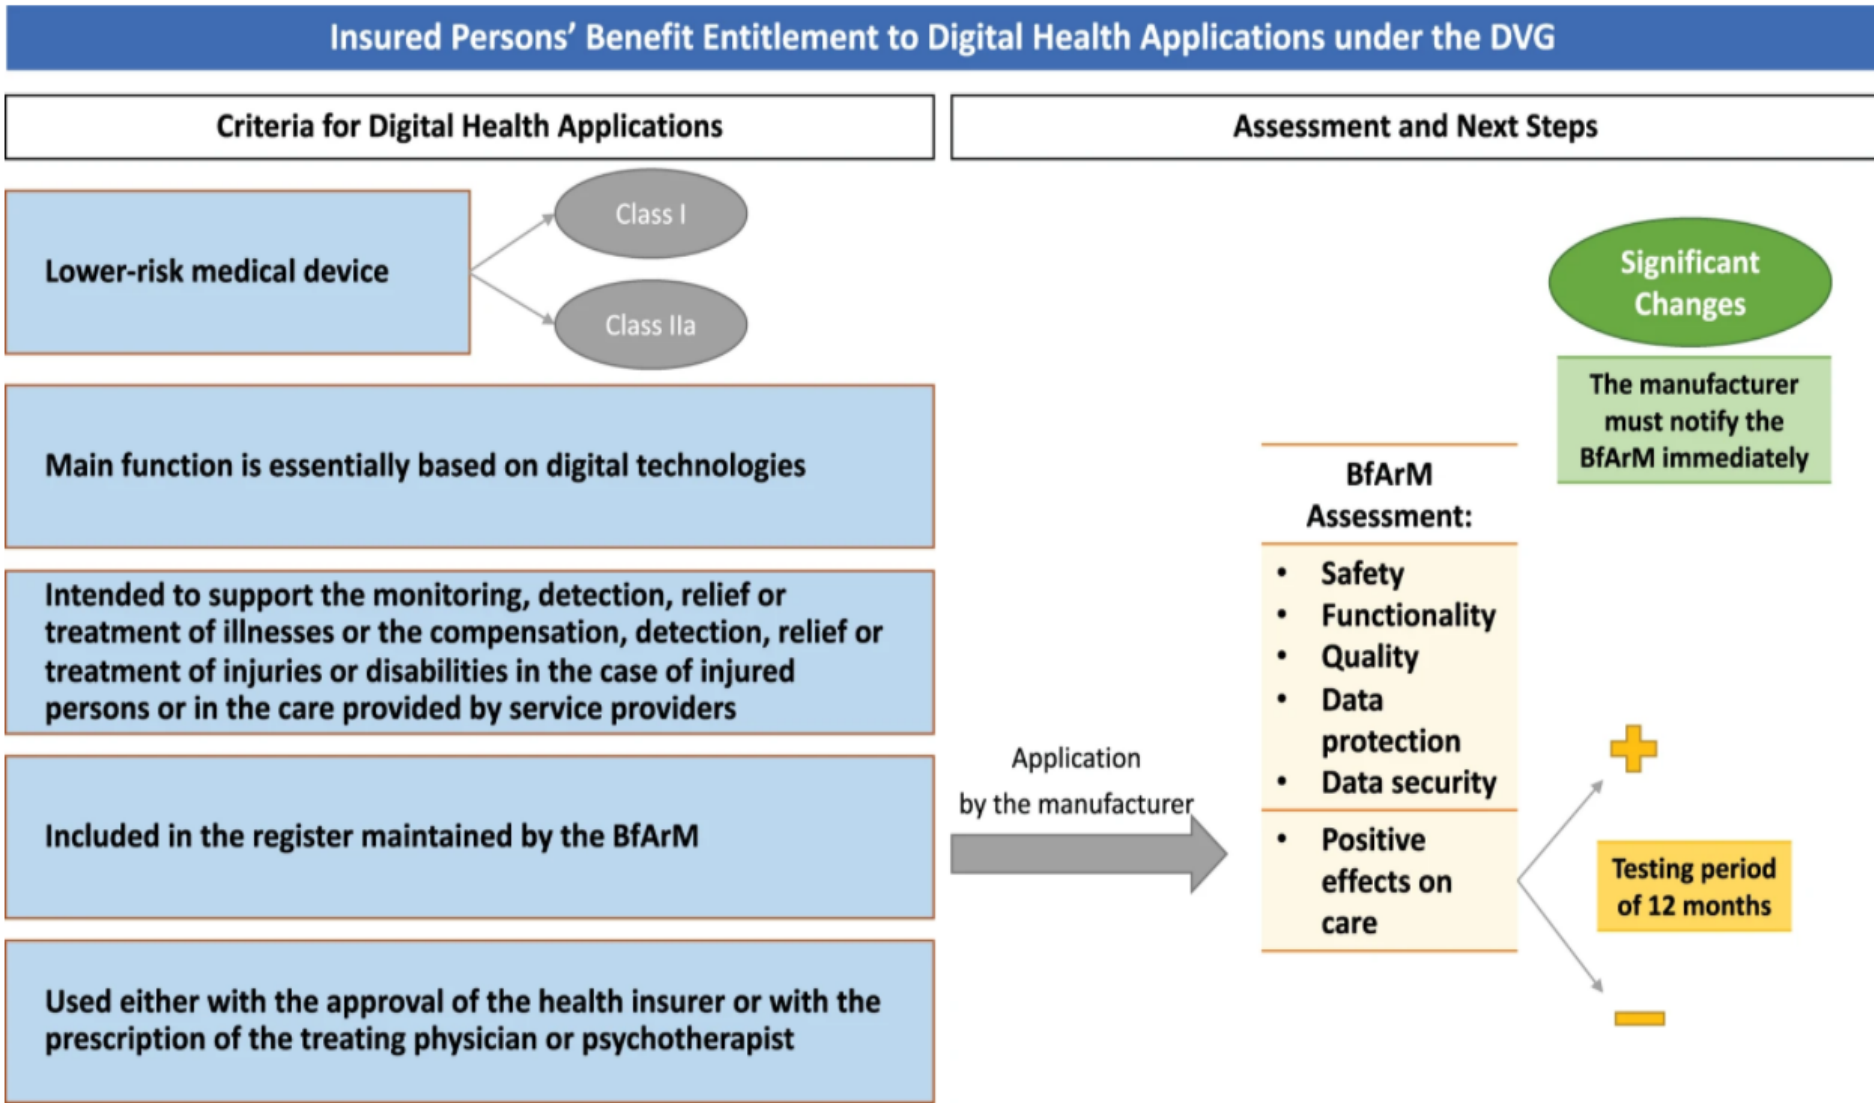 Insured Persons’ Benefit Entitlement to Digital Health Applications under the DVG
Criteria for Digital Health Applications
Assessment and Next Steps
Lower-risk medical device
Class I
Class IIa
Main function is essentially based on digital technologies
Intended to support the monitoring, detection, relief or
treatment of illnesses or the compensation, detection, relief or
treatment of injuries or disabilities in the case of injured
persons or in the care provided by service providers
Included in the register maintained by the BfArM
Used either with the approval of the health insurer or with the
prescription of the treating physician or psychotherapist
Application
by the manufacturer
BfArM
Assessment:
• Safety
• Functionality
• Quality
• Data
protection
• Data security
• Positive
effects on
care
Significant
Changes
The manufacturer
must notify the
BfArM immediately
Testing period
of 12 months